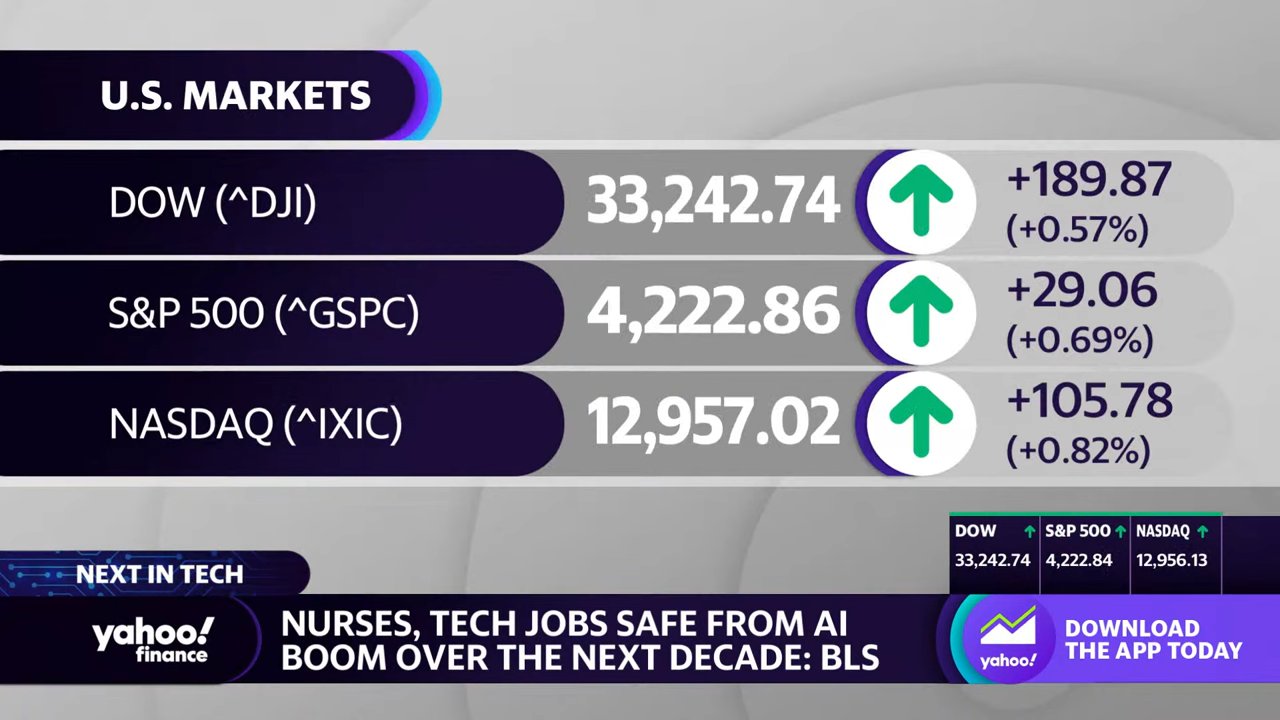 U.S. MARKETS
DOW (^DJI) 33,242.74 +189.87
(+0.57%)
S&P 500 (^GSPC) 4,222.86 +29.06
(+0.69%)
NASDAQ (^IXIC) 12,957.02 +105.78
(+0.82%)
DOW S&P 500 NASDAQ
33,242.74 4,222.84 12,956.13
NEXT IN TECH
yahoo!
finance
NURSES, TECH JOBS SAFE FROM AI
BOOM OVER THE NEXT DECADE: BLS
yahoo!
DOWNLOAD
THE APP TODAY